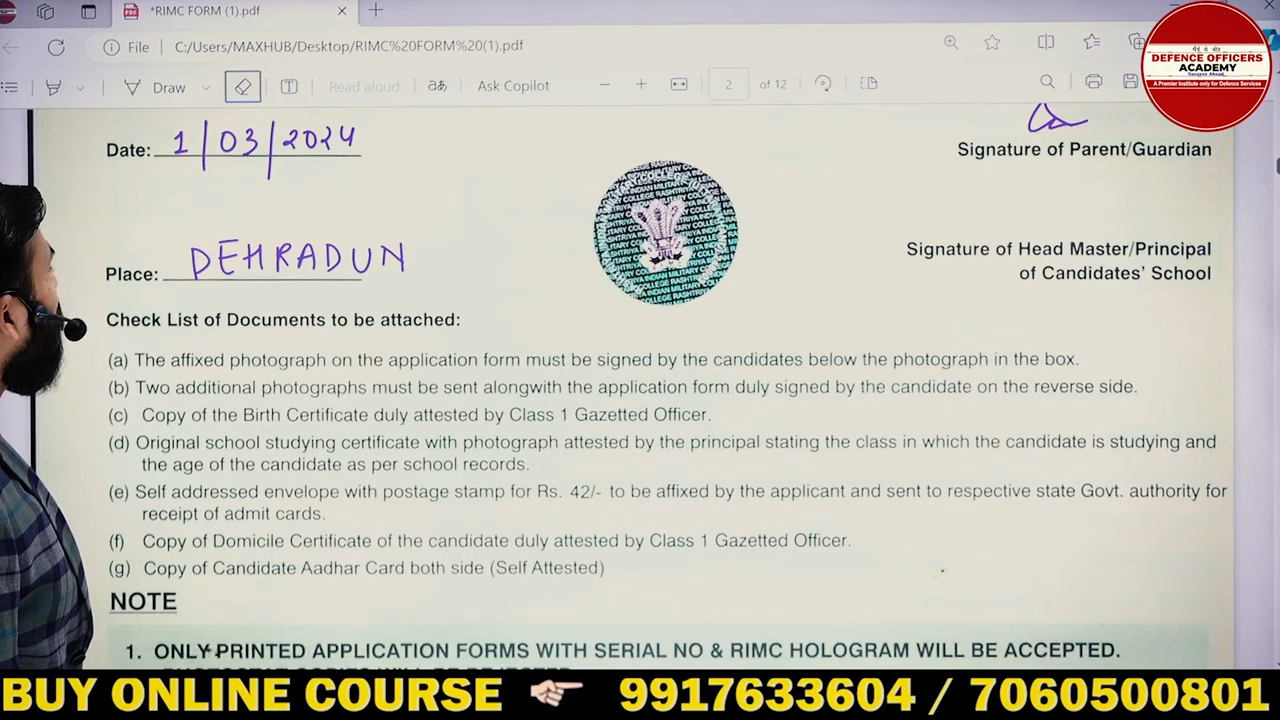 *RIMC FORM (1).pdf
File
C:/Users/MAXHUB/Desktop/RIMC%20FORM%20(1).pdf
Draw
Read aloud
Ask Copilot
2 of 12
DEFENCE OFFICERS
ACADEMY
Success Ahead..
A Premier Institute only for Defence Services
Date: 1/03/2024
Signature of Parent/Guardian
Place: DEHRADUN
Signature of Head Master/Principal
of Candidates' School
Check List of Documents to be attached:
(a) The affixed photograph on the application form must be signed by the candidates below the photograph in the box.
(b) Two additional photographs must be sent alongwith the application form duly signed by the candidate on the reverse side.
(c) Copy of the Birth Certificate duly attested by Class 1 Gazetted Officer.
(d) Original school studying certificate with photograph attested by the principal stating the class in which the candidate is studying and
the age of the candidate as per school records.
(e) Self addressed envelope with postage stamp for Rs. 42/- to be affixed by the applicant and sent to respective state Govt. authority for
receipt of admit cards.
(f) Copy of Domicile Certificate of the candidate duly attested by Class 1 Gazetted Officer.
(g) Copy of Candidate Aadhar Card both side (Self Attested)
NOTE
1. ONLY PRINTED APPLICATION FORMS WITH SERIAL NO & RIMC HOLOGRAM WILL BE ACCEPTED.
BUY ONLINE COURSE 9917633604 / 7060500801